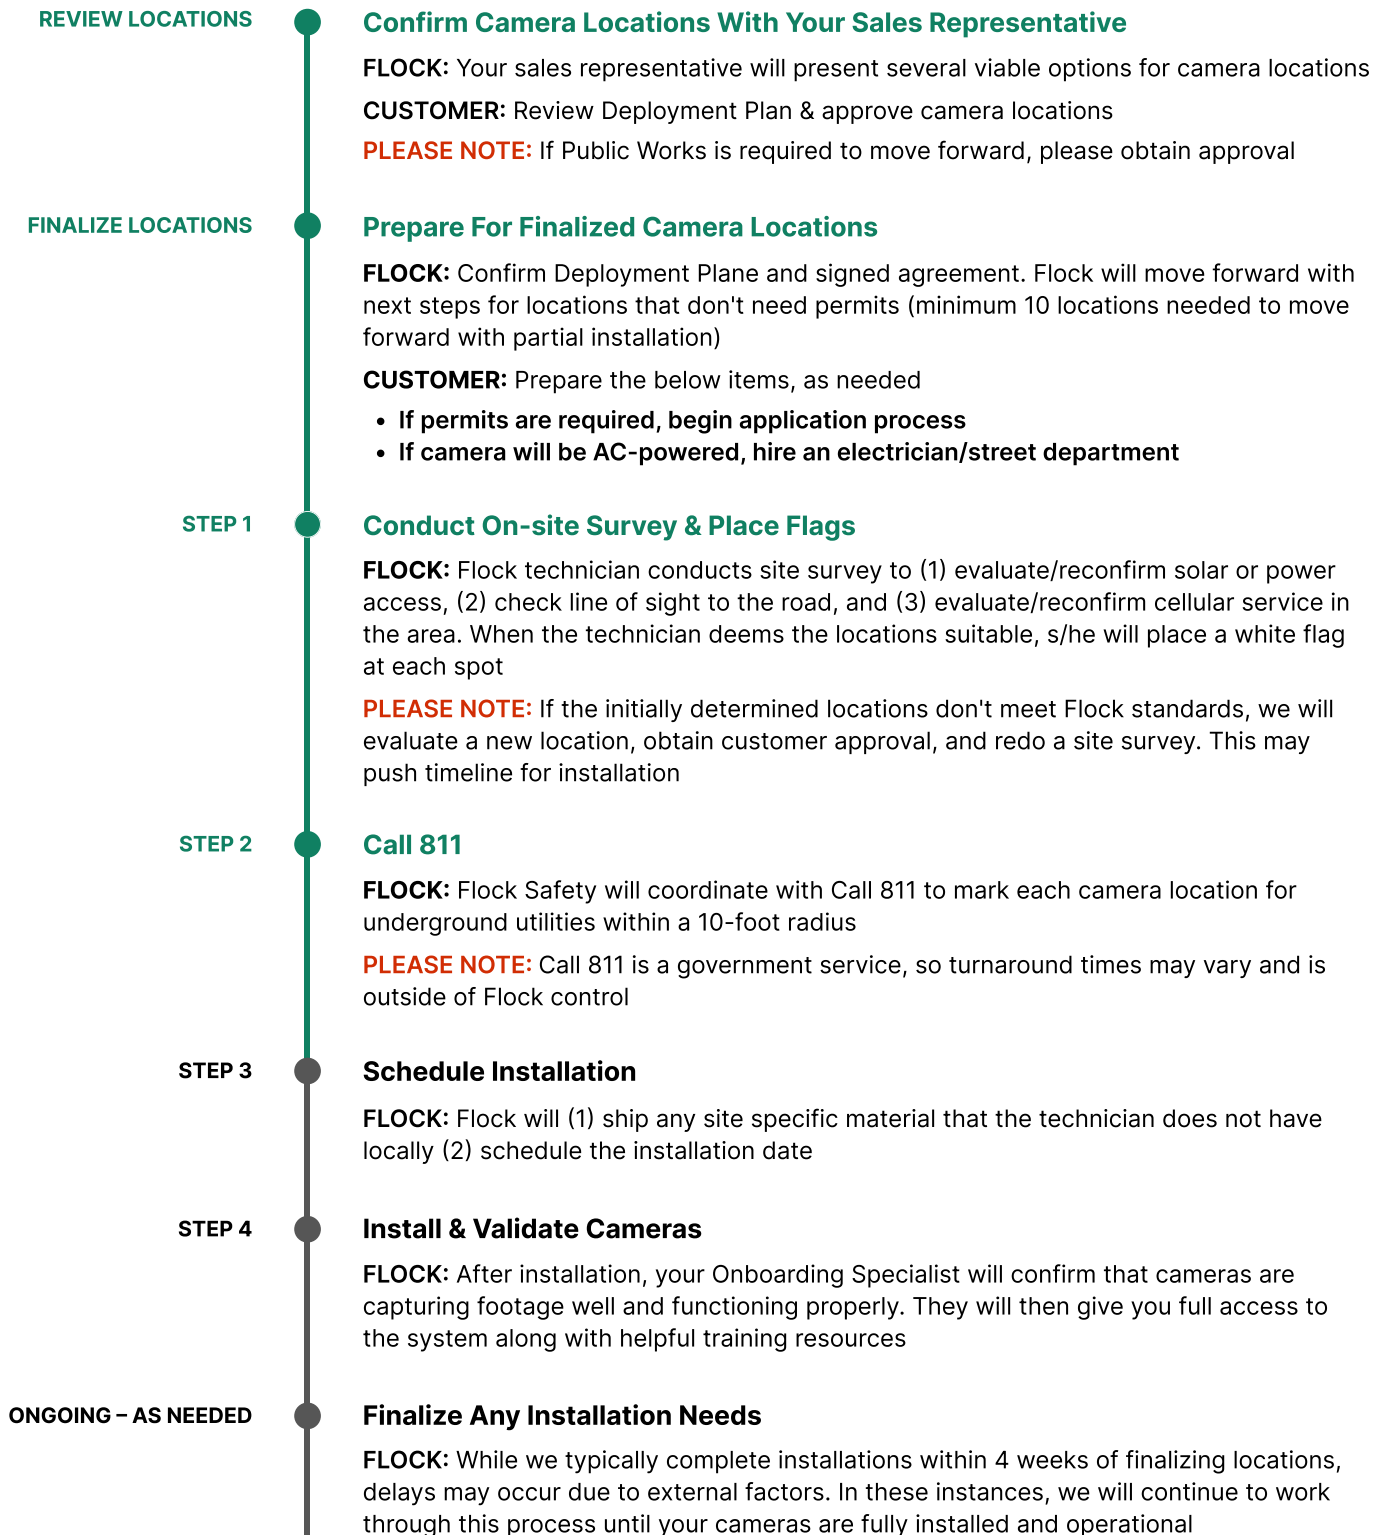 REVIEW LOCATIONS
Confirm Camera Locations With Your Sales Representative
FLOCK: Your sales representative will present several viable options for camera locations
CUSTOMER: Review Deployment Plan & approve camera locations
PLEASE NOTE: If Public Works is required to move forward, please obtain approval
FINALIZE LOCATIONS
Prepare For Finalized Camera Locations
FLOCK: Confirm Deployment Plane and signed agreement. Flock will move forward with
next steps for locations that don't need permits (minimum 10 locations needed to move
forward with partial installation)
CUSTOMER: Prepare the below items, as needed
• If permits are required, begin application process
• If camera will be AC-powered, hire an electrician/street department
STEP 1
Conduct On-site Survey & Place Flags
FLOCK: Flock technician conducts site survey to (1) evaluate/reconfirm solar or power
access, (2) check line of sight to the road, and (3) evaluate/reconfirm cellular service in
the area. When the technician deems the locations suitable, s/he will place a white flag
at each spot
PLEASE NOTE: If the initially determined locations don't meet Flock standards, we will
evaluate a new location, obtain customer approval, and redo a site survey. This may
push timeline for installation
STEP 2
Call 811
FLOCK: Flock Safety will coordinate with Call 811 to mark each camera location for
underground utilities within a 10-foot radius
PLEASE NOTE: Call 811 is a government service, so turnaround times may vary and is
outside of Flock control
STEP 3
Schedule Installation
FLOCK: Flock will (1) ship any site specific material that the technician does not have
locally (2) schedule the installation date
STEP 4
Install & Validate Cameras
FLOCK: After installation, your Onboarding Specialist will confirm that cameras are
capturing footage well and functioning properly. They will then give you full access to
the system along with helpful training resources
ONGOING – AS NEEDED
Finalize Any Installation Needs
FLOCK: While we typically complete installations within 4 weeks of finalizing locations,
delays may occur due to external factors. In these instances, we will continue to work
through this process until your cameras are fully installed and operational